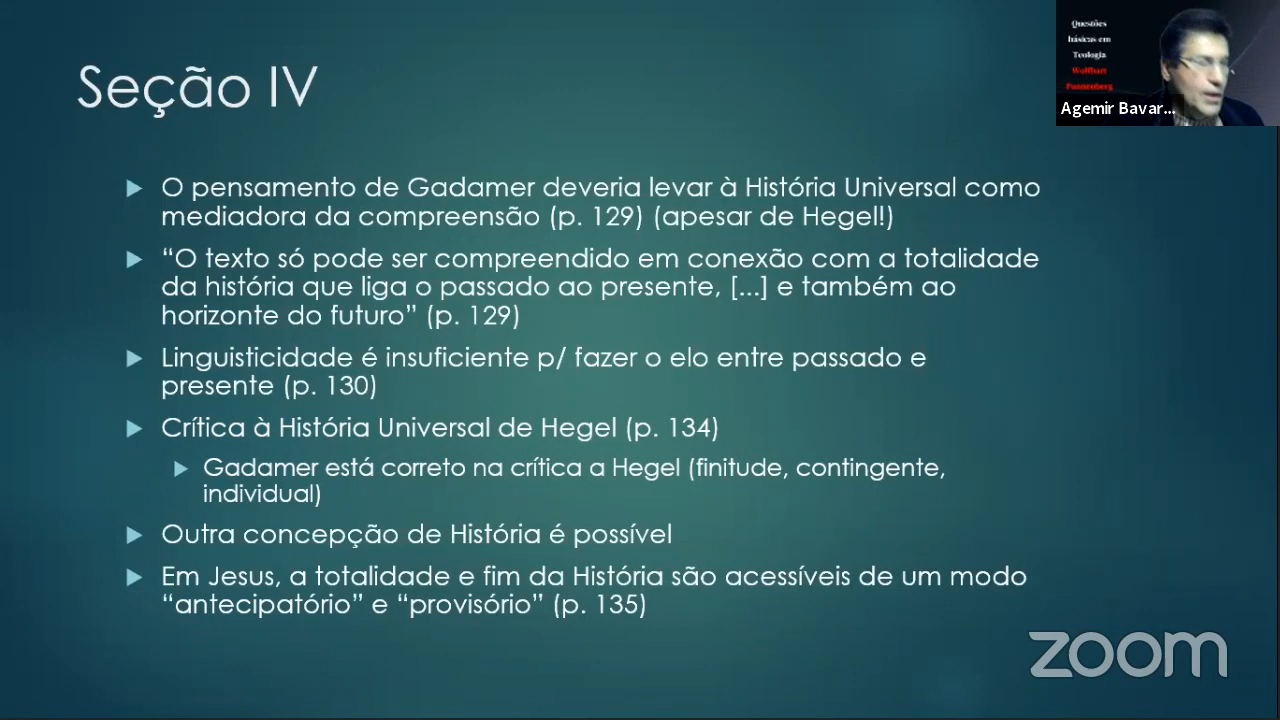 Seção IV
▶ O pensamento de Gadamer deveria levar à História Universal como
mediadora da compreensão (p. 129) (apesar de Hegel!)
▶ “O texto só pode ser compreendido em conexão com a totalidade
da história que liga o passado ao presente, [...] e também ao
horizonte do futuro” (p. 129)
▶ Linguisticidade é insuficiente p/ fazer o elo entre passado e
presente (p. 130)
▶ Crítica à História Universal de Hegel (p. 134)
▶ Gadamer está correto na crítica a Hegel (finitude, contingente,
individual)
▶ Outra concepção de História é possível
▶ Em Jesus, a totalidade e fim da História são acessíveis de um modo
“antecipatório” e “provisório” (p. 135)
Questões
básicas em
Teologia
Wolfhart
Pannenberg
Agemir Bavar...
zoom